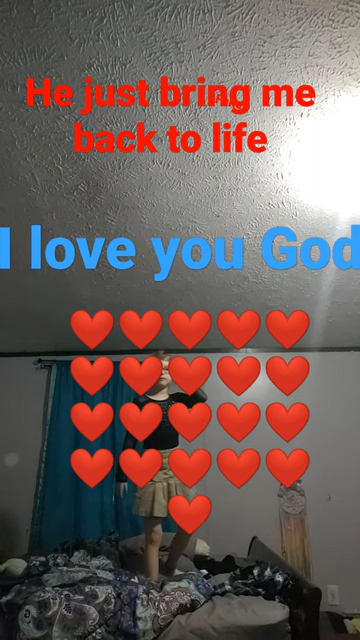 He just bring me
back to life
I love you God
❤️❤️❤️❤️❤️
❤️❤️❤️❤️❤️
❤️❤️❤️❤️❤️
❤️❤️❤️❤️❤️
❤️